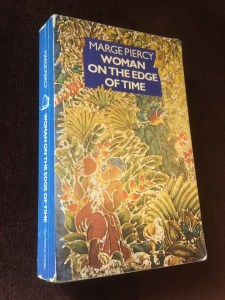 MARGE PIERCY
WOMAN
ON THE EDGE
OF TIME
MARGE PIERCY
WOMAN ON THE EDGE OF TIME